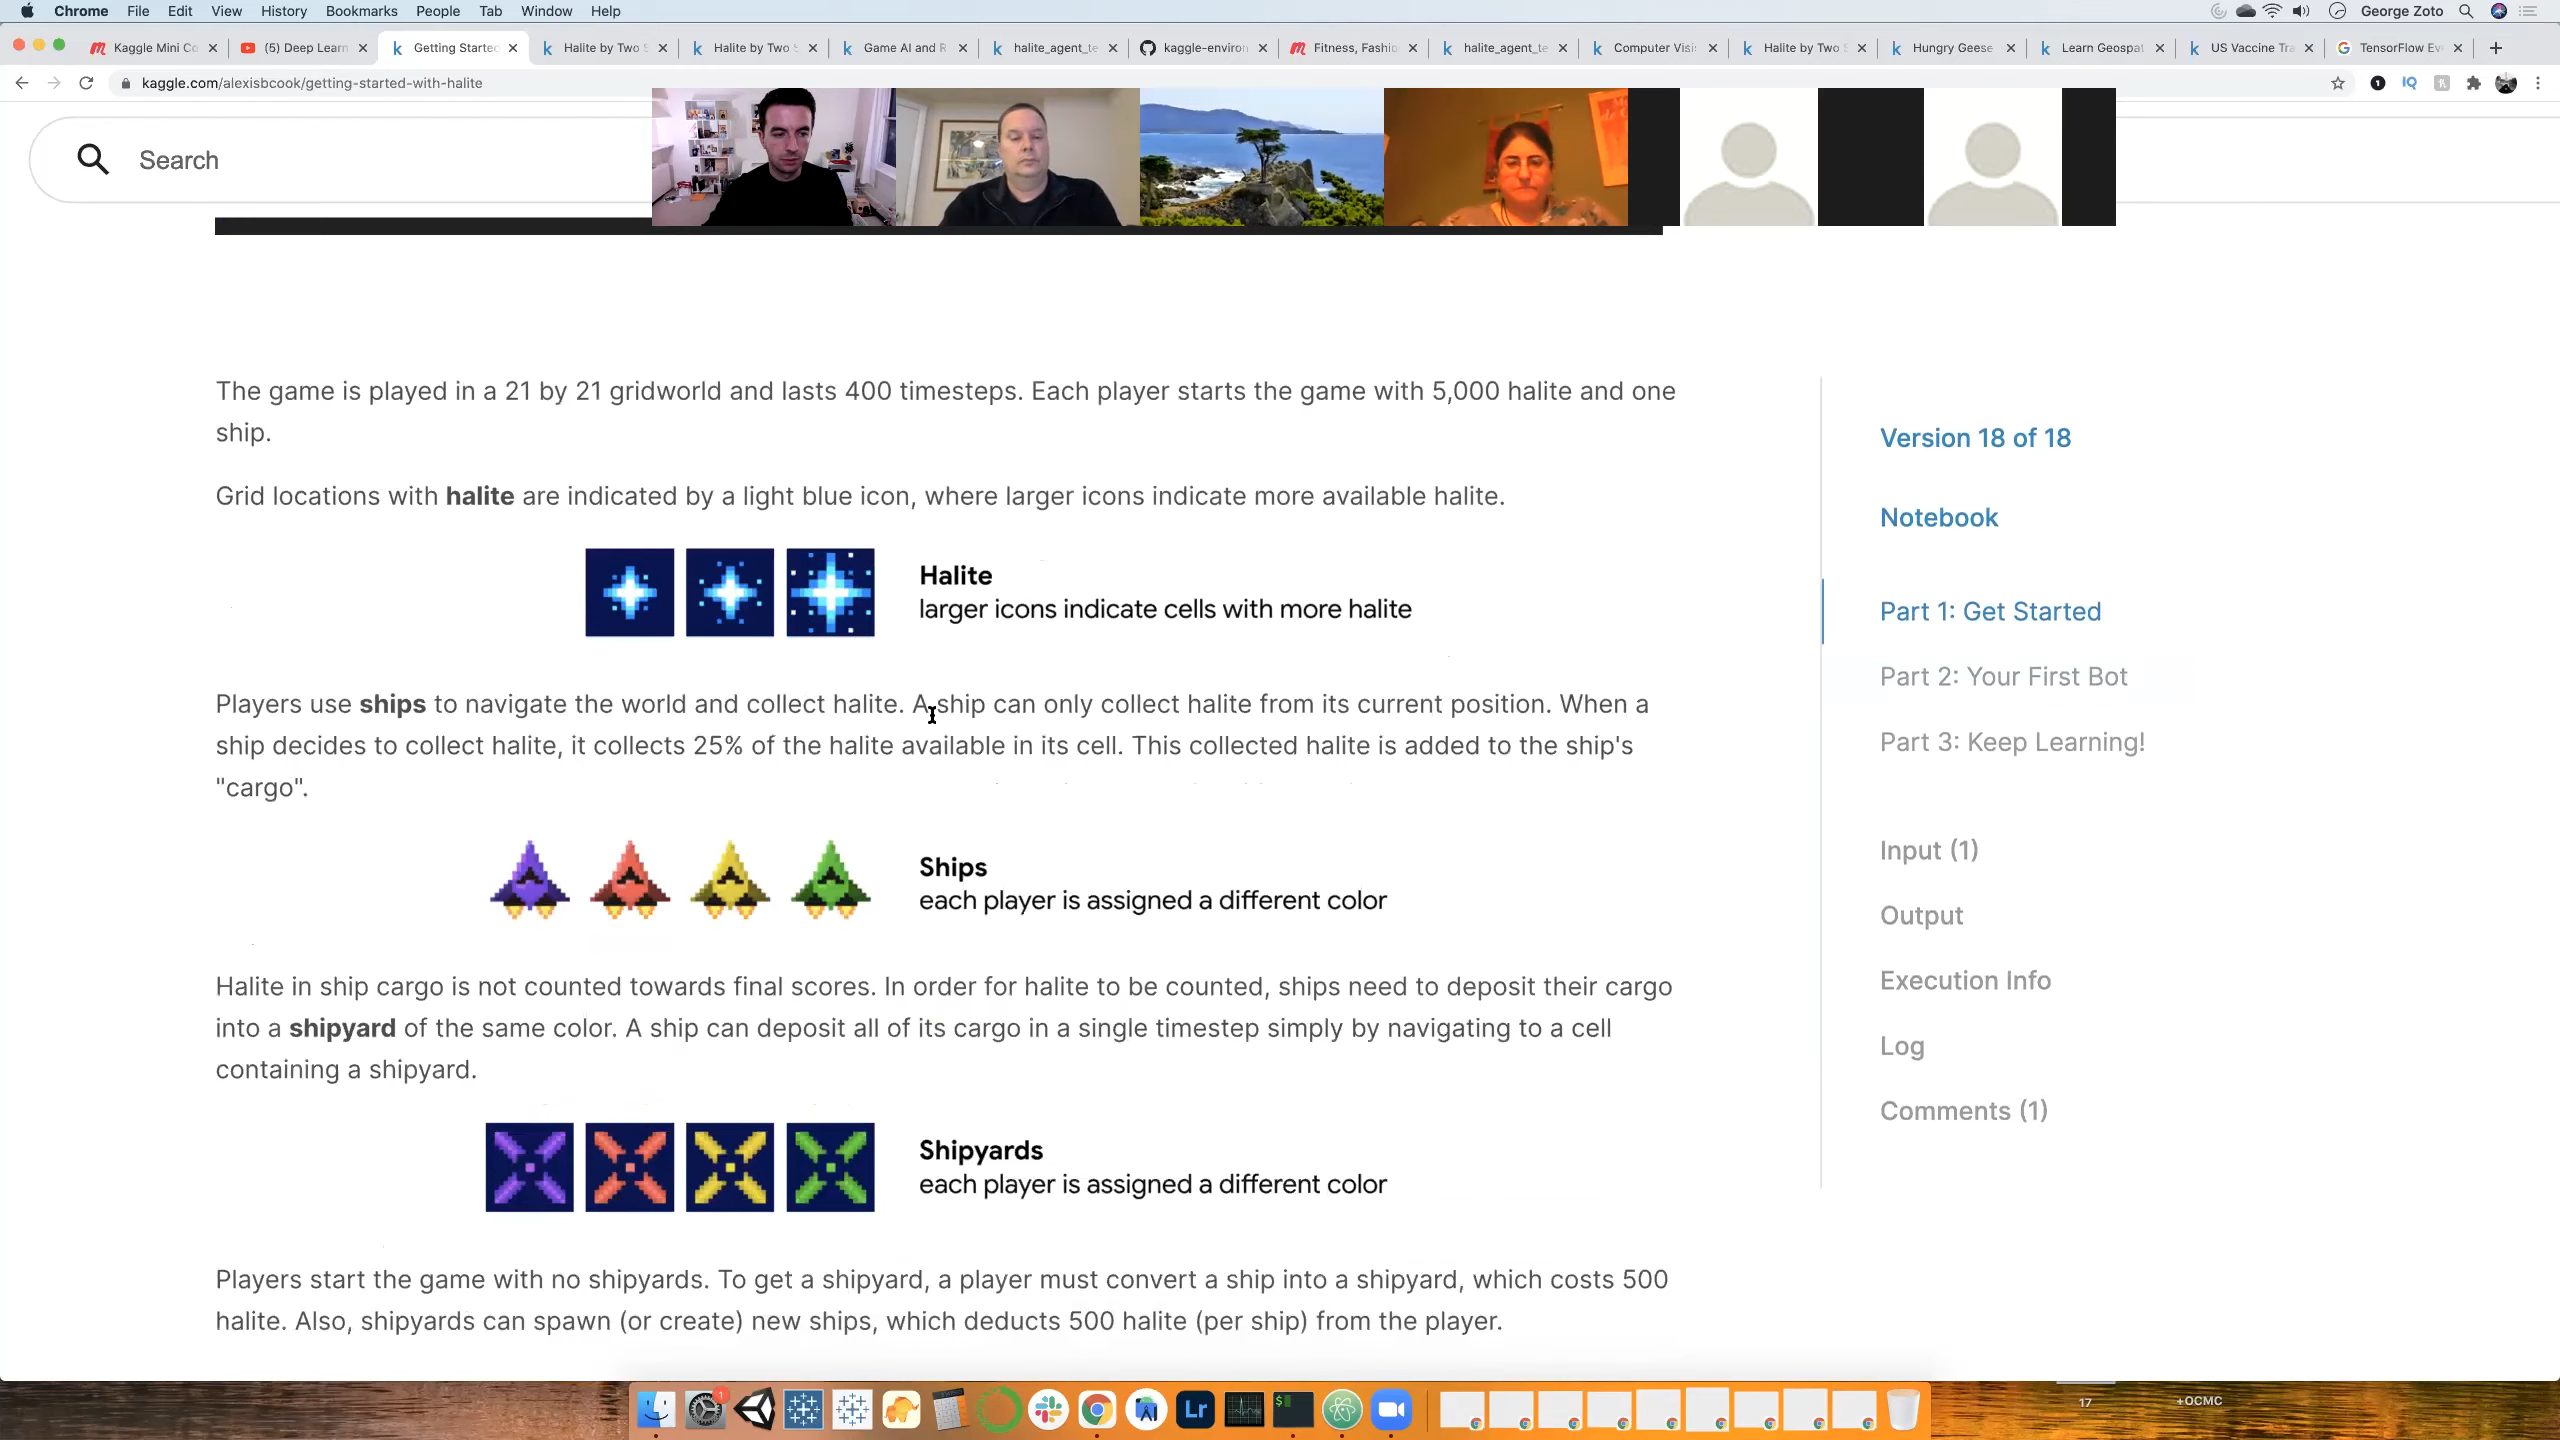 Chrome File Edit View History Bookmarks People Tab Window Help George Zoto
Kaggle Mini Co (5) Deep Learn Getting Started Halite by Two S Halite by Two S Game AI and R halite_agent_te kaggle-environ Fitness, Fashio halite_agent_te Computer Visi Halite by Two S Hungry Geese Learn Geospat US Vaccine Tra TensorFlow Ev
kaggle.com/alexisbcook/getting-started-with-halite
Search
The game is played in a 21 by 21 gridworld and lasts 400 timesteps. Each player starts the game with 5,000 halite and one
ship.
Grid locations with halite are indicated by a light blue icon, where larger icons indicate more available halite.
Halite
larger icons indicate cells with more halite
Players use ships to navigate the world and collect halite. A ship can only collect halite from its current position. When a
ship decides to collect halite, it collects 25% of the halite available in its cell. This collected halite is added to the ship's
"cargo".
Ships
each player is assigned a different color
Halite in ship cargo is not counted towards final scores. In order for halite to be counted, ships need to deposit their cargo
into a shipyard of the same color. A ship can deposit all of its cargo in a single timestep simply by navigating to a cell
containing a shipyard.
Shipyards
each player is assigned a different color
Players start the game with no shipyards. To get a shipyard, a player must convert a ship into a shipyard, which costs 500
halite. Also, shipyards can spawn (or create) new ships, which deducts 500 halite (per ship) from the player.
Version 18 of 18
Notebook
Part 1: Get Started
Part 2: Your First Bot
Part 3: Keep Learning!
Input (1)
Output
Execution Info
Log
Comments (1)
1
Lr
17 +OCMC